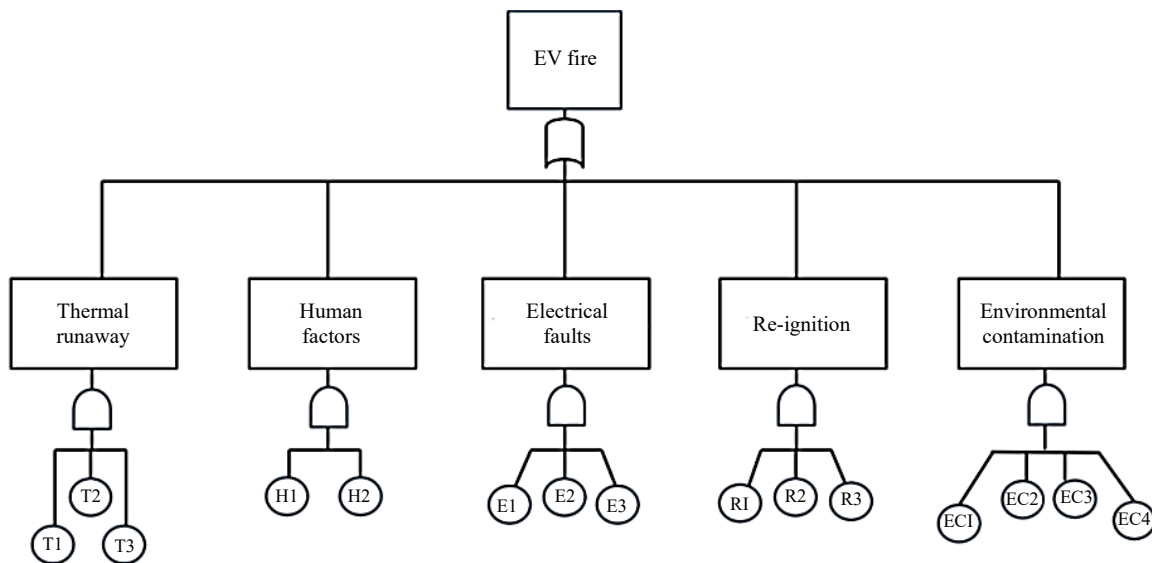 EV fire
Thermal
runaway
Human
factors
Electrical
faults
Re-ignition
Environmental
contamination
T1
T2
T3
H1
H2
E1
E2
E3
RI
R2
R3
ECI
EC2
EC3
EC4